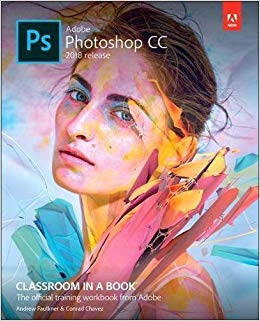 Ps
Adobe
Photoshop CC
2018 release
Adobe
CLASSROOM IN A BOOK
The official training workbook from Adobe
Andrew Faulkner & Conrad Chavez